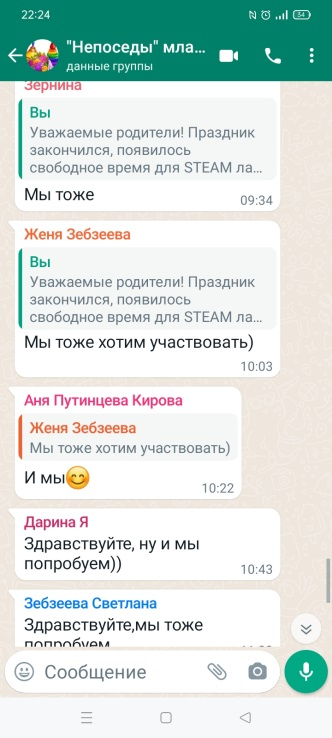 22:24
54
"Непоседы" мла...
данные группы
Зернина
Вы
Уважаемые родители! Праздник
закончился, появилось
свободное время для STEAM ла...
Мы тоже
09:34
Женя Зебзеева
Вы
Уважаемые родители! Праздник
закончился, появилось
свободное время для STEAM ла...
Мы тоже хотим участвовать)
10:03
Аня Путинцева Кирова
Женя Зебзеева
Мы тоже хотим участвовать)
И мы😊
10:22
Дарина Я
Здравствуйте, ну и мы
попробуем))
10:43
Зебзеева Светлана
Здравствуйте,мы тоже
попробуем
Сообщение